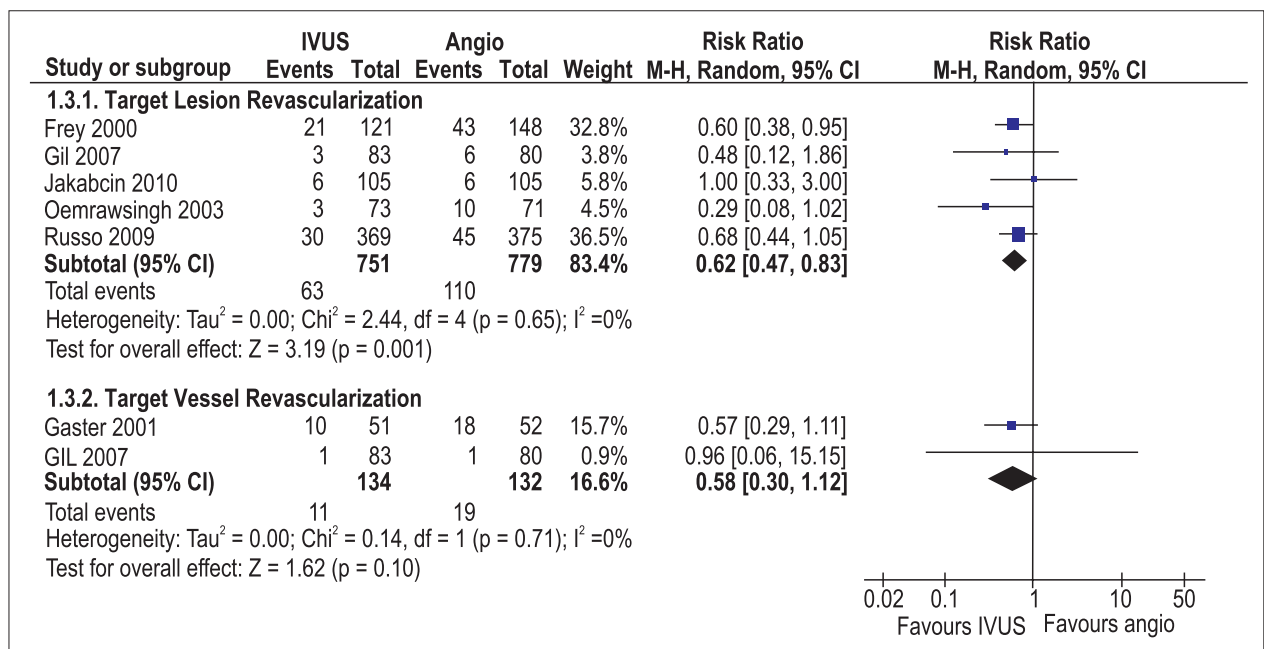 IVUS Angio Risk Ratio Risk Ratio
Study or subgroup Events Total Events Total Weight M-H, Random, 95% CI M-H, Random, 95% CI
1.3.1. Target Lesion Revascularization
Frey 2000 21 121 43 148 32.8% 0.60 [0.38, 0.95]
Gil 2007 3 83 6 80 3.8% 0.48 [0.12, 1.86]
Jakabcin 2010 6 105 6 105 5.8% 1.00 [0.33, 3.00]
Oemrawsingh 2003 3 73 10 71 4.5% 0.29 [0.08, 1.02]
Russo 2009 30 369 45 375 36.5% 0.68 [0.44, 1.05]
Subtotal (95% CI) 751 779 83.4% 0.62 [0.47, 0.83]
Total events 63 110
Heterogeneity: Tau² = 0.00; Chi² = 2.44, df = 4 (p = 0.65); I² =0%
Test for overall effect: Z = 3.19 (p = 0.001)
1.3.2. Target Vessel Revascularization
Gaster 2001 10 51 18 52 15.7% 0.57 [0.29, 1.11]
GIL 2007 1 83 1 80 0.9% 0.96 [0.06, 15.15]
Subtotal (95% CI) 134 132 16.6% 0.58 [0.30, 1.12]
Total events 11 19
Heterogeneity: Tau² = 0.00; Chi² = 0.14, df = 1 (p = 0.71); I² =0%
Test for overall effect: Z = 1.62 (p = 0.10)
0.02 0.1 1 10 50
Favours IVUS Favours angio